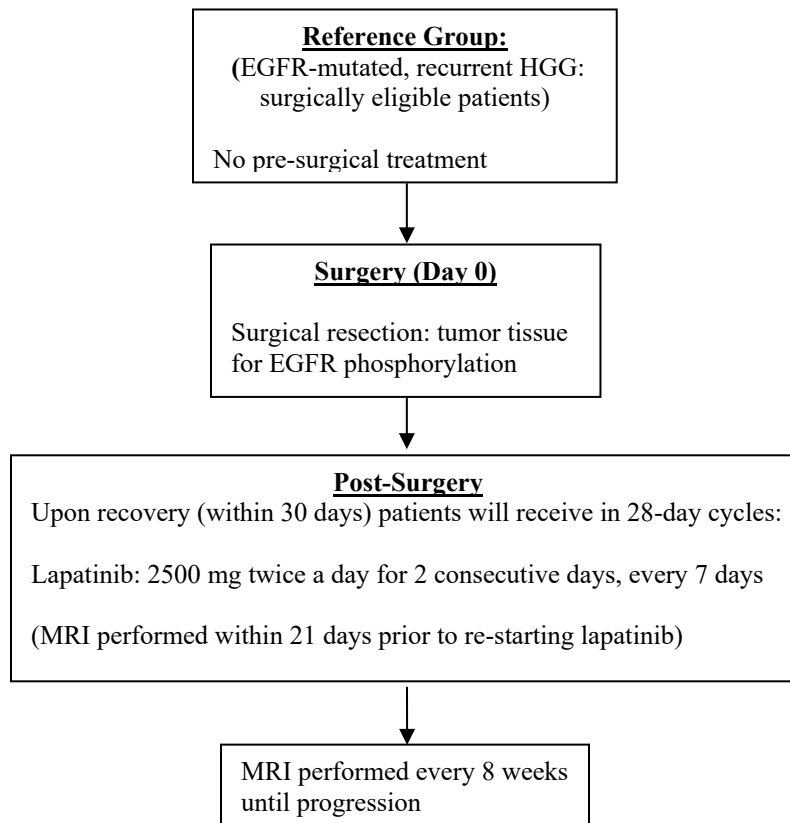 Reference Group:
(EGFR-mutated, recurrent HGG:
surgically eligible patients)
No pre-surgical treatment
Surgery (Day 0)
Surgical resection: tumor tissue
for EGFR phosphorylation
Post-Surgery
Upon recovery (within 30 days) patients will receive in 28-day cycles:
Lapatinib: 2500 mg twice a day for 2 consecutive days, every 7 days
(MRI performed within 21 days prior to re-starting lapatinib)
MRI performed every 8 weeks
until progression